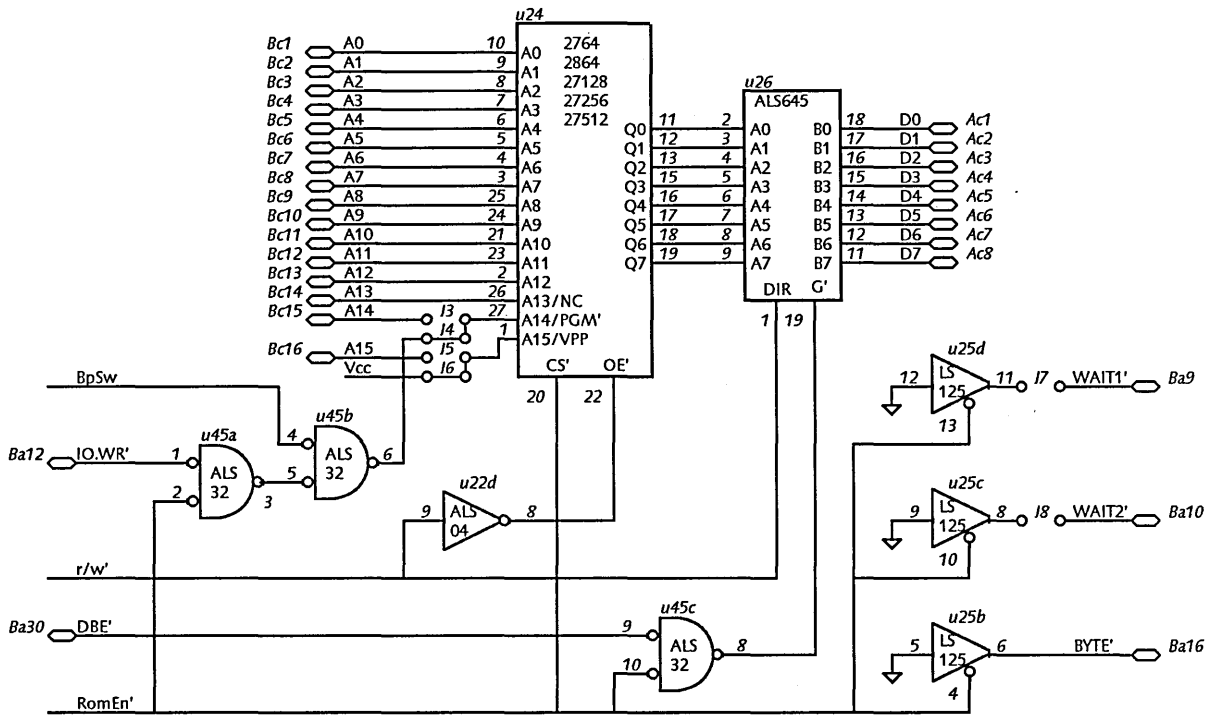 u24
Bc1 A0 10 A0 2764
Bc2 A1 9 A1 2864
Bc3 A2 8 A2 27128
Bc4 A3 7 A3 27256
Bc5 A4 6 A4 27512
Bc6 A5 5 A5
Bc7 A6 4 A6
Bc8 A7 3 A7
Bc9 A8 25 A8
Bc10 A9 24 A9
Bc11 A10 21 A10
Bc12 A11 23 A11
Bc13 A12 2 A12
Bc14 A13 26 A13/NC
Bc15 A14 J3 27 A14/PGM'
J4 1 A15/VPP
Bc16 A15 J5
Vcc J6
CS' OE'
20 22
u26
ALS645
Q0 11 2 A0 B0 18 D0 Ac1
Q1 12 3 A1 B1 17 D1 Ac2
Q2 13 4 A2 B2 16 D2 Ac3
Q3 15 5 A3 B3 15 D3 Ac4
Q4 16 6 A4 B4 14 D4 Ac5
Q5 17 7 A5 B5 13 D5 Ac6
Q6 18 8 A6 B6 12 D6 Ac7
Q7 19 9 A7 B7 11 D7 Ac8
DIR G'
1 19
BpSw
u45b
4 ALS 6
5 32
u45a
Ba12 IO.WR' 1 ALS
2 32 3
u22d
9 ALS 8
04
r/w'
u45c
Ba30 DBE' 9 ALS 8
10 32
RomEn'
u25d
12 LS 11 J7 WAIT1' Ba9
125
13
u25c
9 LS 8 J8 WAIT2' Ba10
125
10
u25b
5 LS 6 BYTE' Ba16
125
4